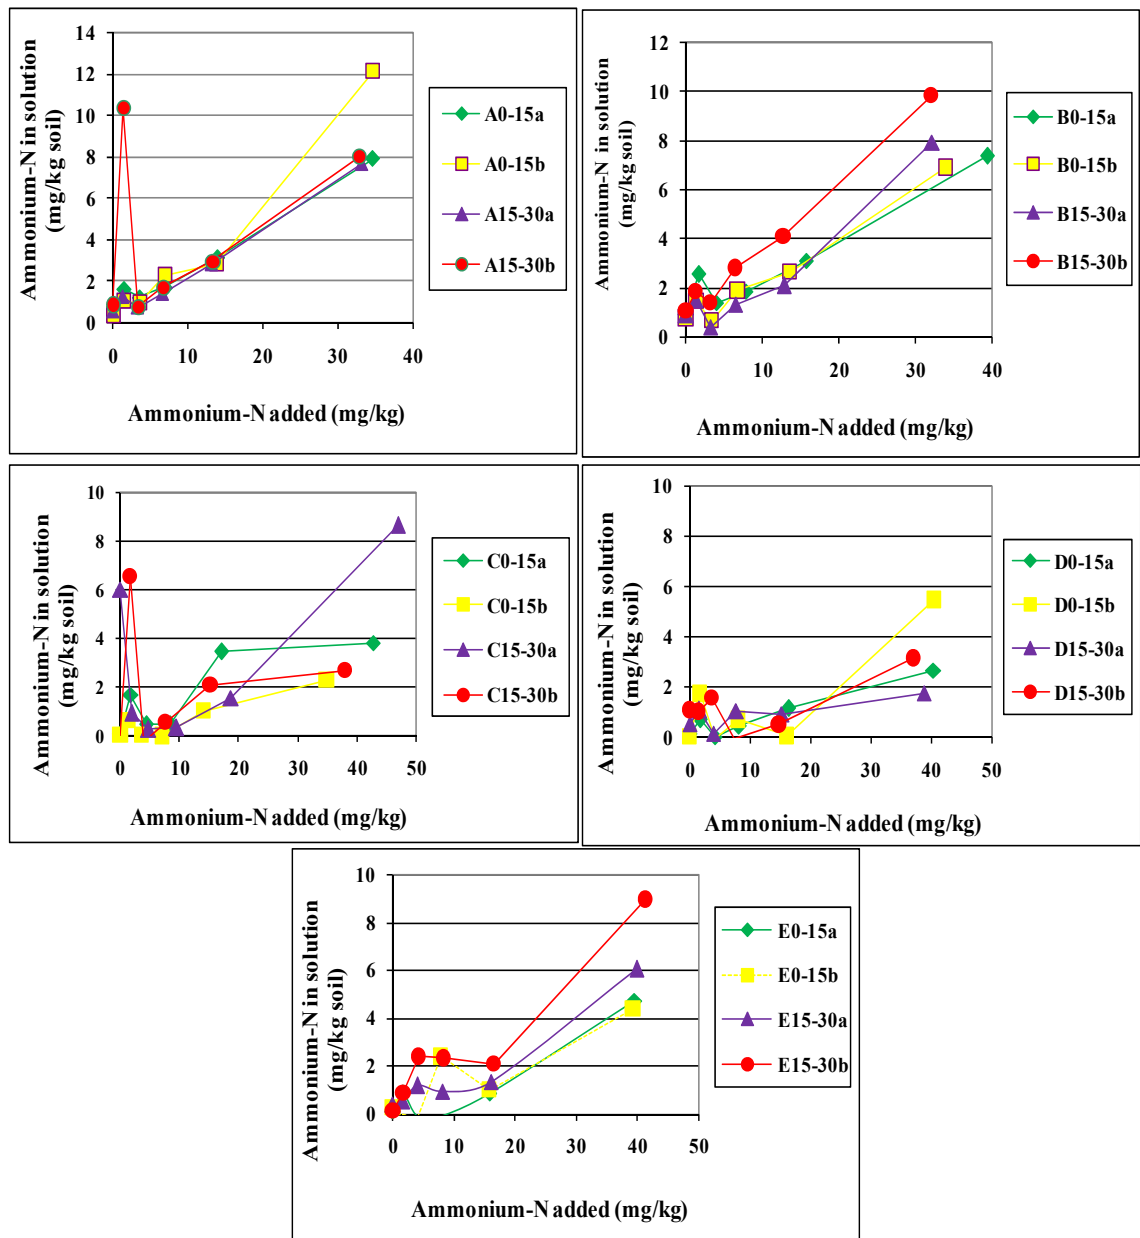 Ammonium-N in solution
(mg/kg soil)
14
12
10
8
6
4
2
0
0 10 20 30 40
Ammonium-N added (mg/kg)
A0-15a
A0-15b
A15-30a
A15-30b
Ammonium-N in solution
(mg/kg soil)
12
10
8
6
4
2
0
0 10 20 30 40
Ammonium-N added (mg/kg)
B0-15a
B0-15b
B15-30a
B15-30b
Ammonium-N in solution
(mg/kg soil)
10
8
6
4
2
0
0 10 20 30 40 50
Ammonium-N added (mg/kg)
C0-15a
C0-15b
C15-30a
C15-30b
Ammonium-N in solution
(mg/kg soil)
10
8
6
4
2
0
0 10 20 30 40 50
Ammonium-N added (mg/kg)
D0-15a
D0-15b
D15-30a
D15-30b
Ammonium-N in solution
(mg/kg soil)
10
8
6
4
2
0
0 10 20 30 40 50
Ammonium-N added (mg/kg)
E0-15a
E0-15b
E15-30a
E15-30b